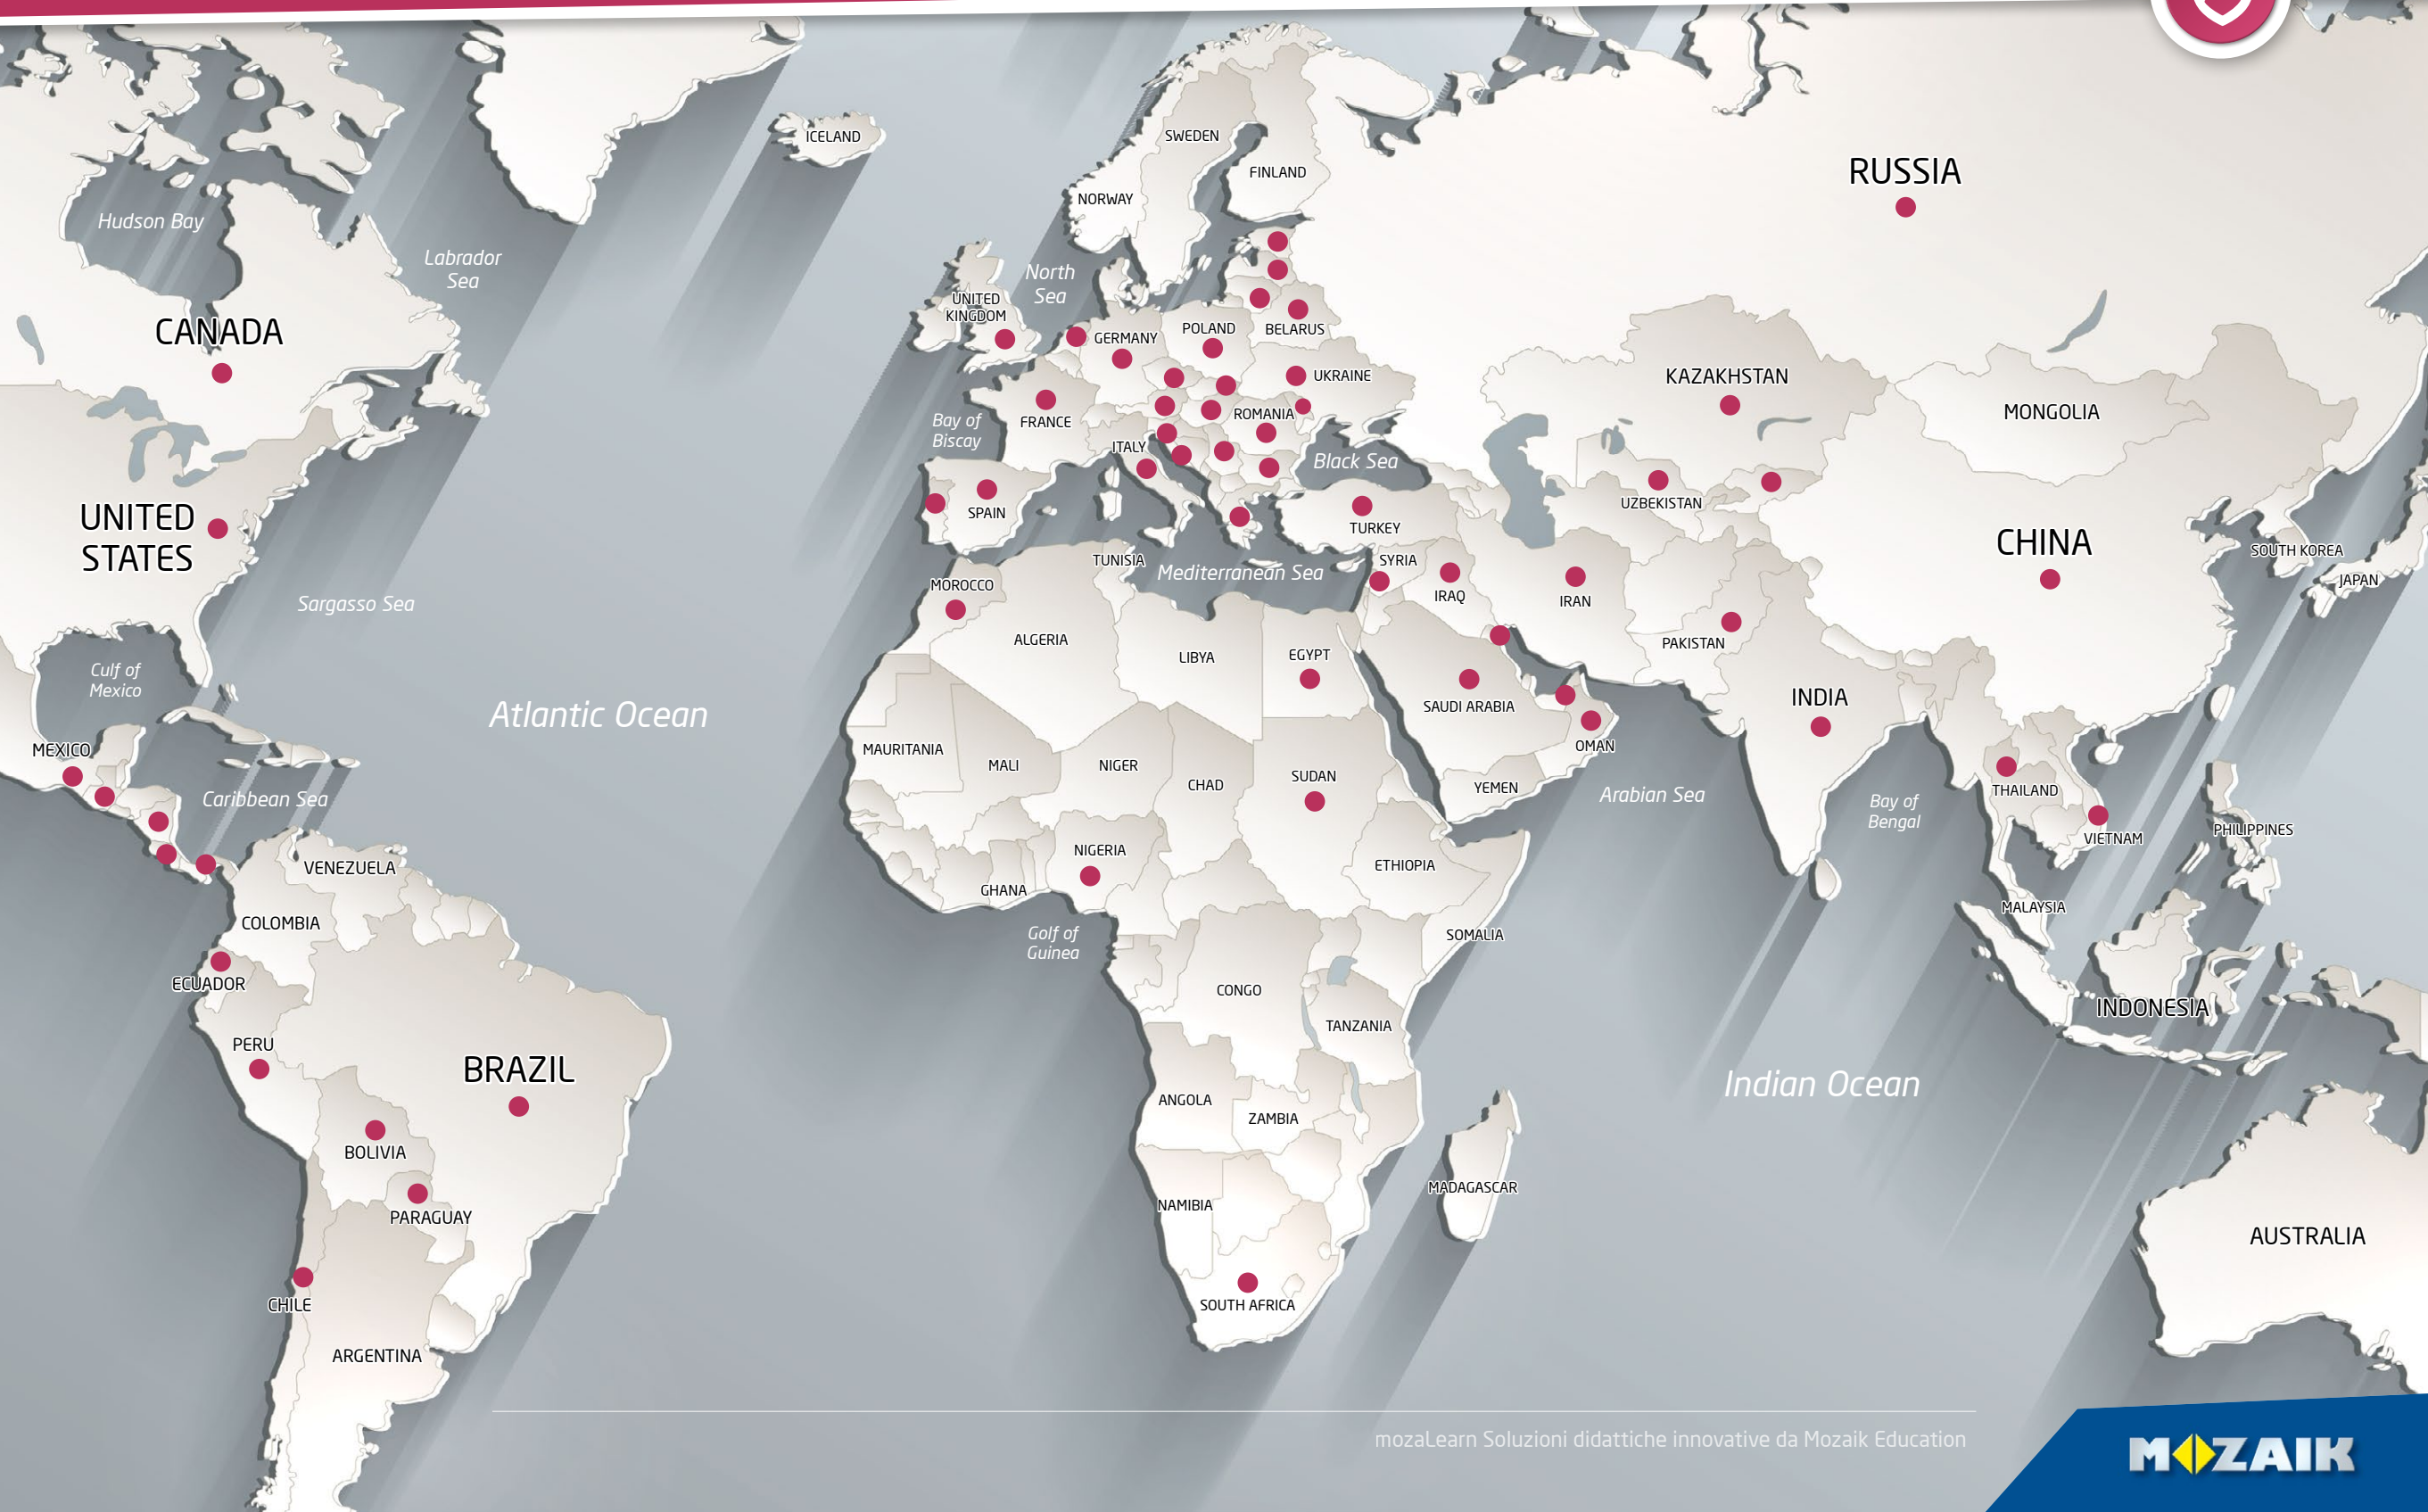 ICELAND
SWEDEN
FINLAND
NORWAY
RUSSIA
Hudson Bay
Labrador
Sea
North
Sea
UNITED
KINGDOM
CANADA
GERMANY
POLAND
BELARUS
UKRAINE
KAZAKHSTAN
MONGOLIA
FRANCE
ROMANIA
Bay of
Biscay
ITALY
Black Sea
UZBEKISTAN
SPAIN
TURKEY
UNITED
STATES
CHINA
SOUTH KOREA
JAPAN
TUNISIA
SYRIA
Mediterranean Sea
MOROCCO
IRAQ
IRAN
Sargasso Sea
ALGERIA
LIBYA
EGYPT
PAKISTAN
Gulf of
Mexico
INDIA
SAUDI ARABIA
Atlantic Ocean
OMAN
MEXICO
MAURITANIA
MALI
NIGER
CHAD
SUDAN
YEMEN
Arabian Sea
THAILAND
Caribbean Sea
Bay of
Bengal
VIETNAM
PHILIPPINES
NIGERIA
ETHIOPIA
VENEZUELA
GHANA
MALAYSIA
COLOMBIA
Golf of
Guinea
SOMALIA
ECUADOR
CONGO
INDONESIA
TANZANIA
PERU
BRAZIL
Indian Ocean
ANGOLA
ZAMBIA
BOLIVIA
MADAGASCAR
NAMIBIA
PARAGUAY
AUSTRALIA
CHILE
SOUTH AFRICA
ARGENTINA
mozaLearn Soluzioni didattiche innovative da Mozaik Education
MOZAIK